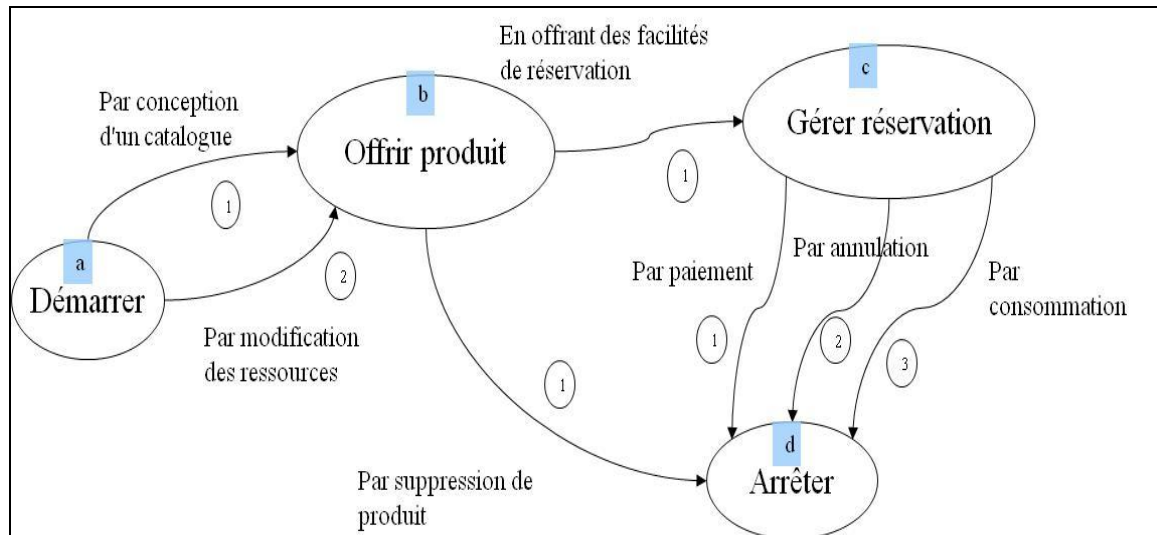 En offrant des facilités
de réservation
c
Gérer réservation
b
Offrir produit
Par conception
d'un catalogue
1
1
a
Démarrer
2
Par modification
des ressources
Par paiement
Par annulation
Par
consommation
1
2
3
1
d
Arrêter
Par suppression de
produit